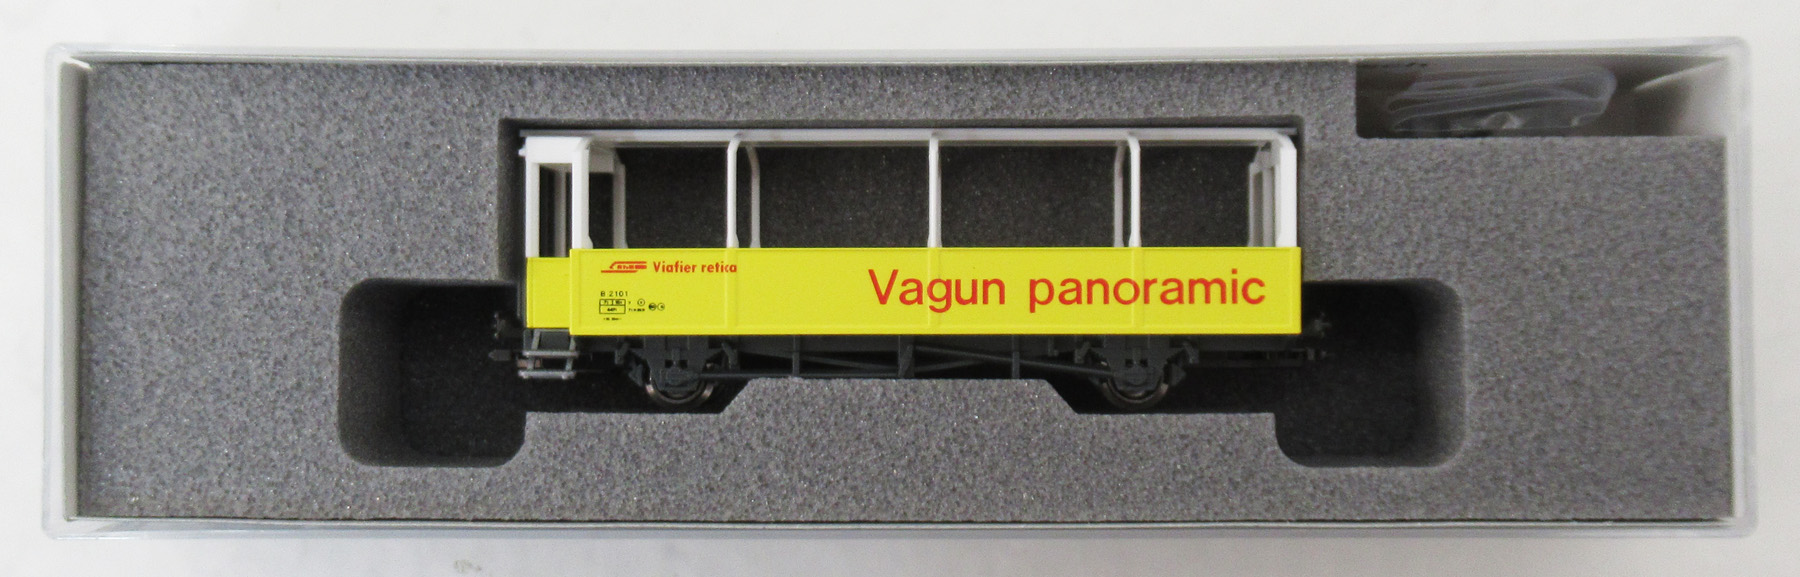 Viafier retica
Vagun panoramic
B 2101